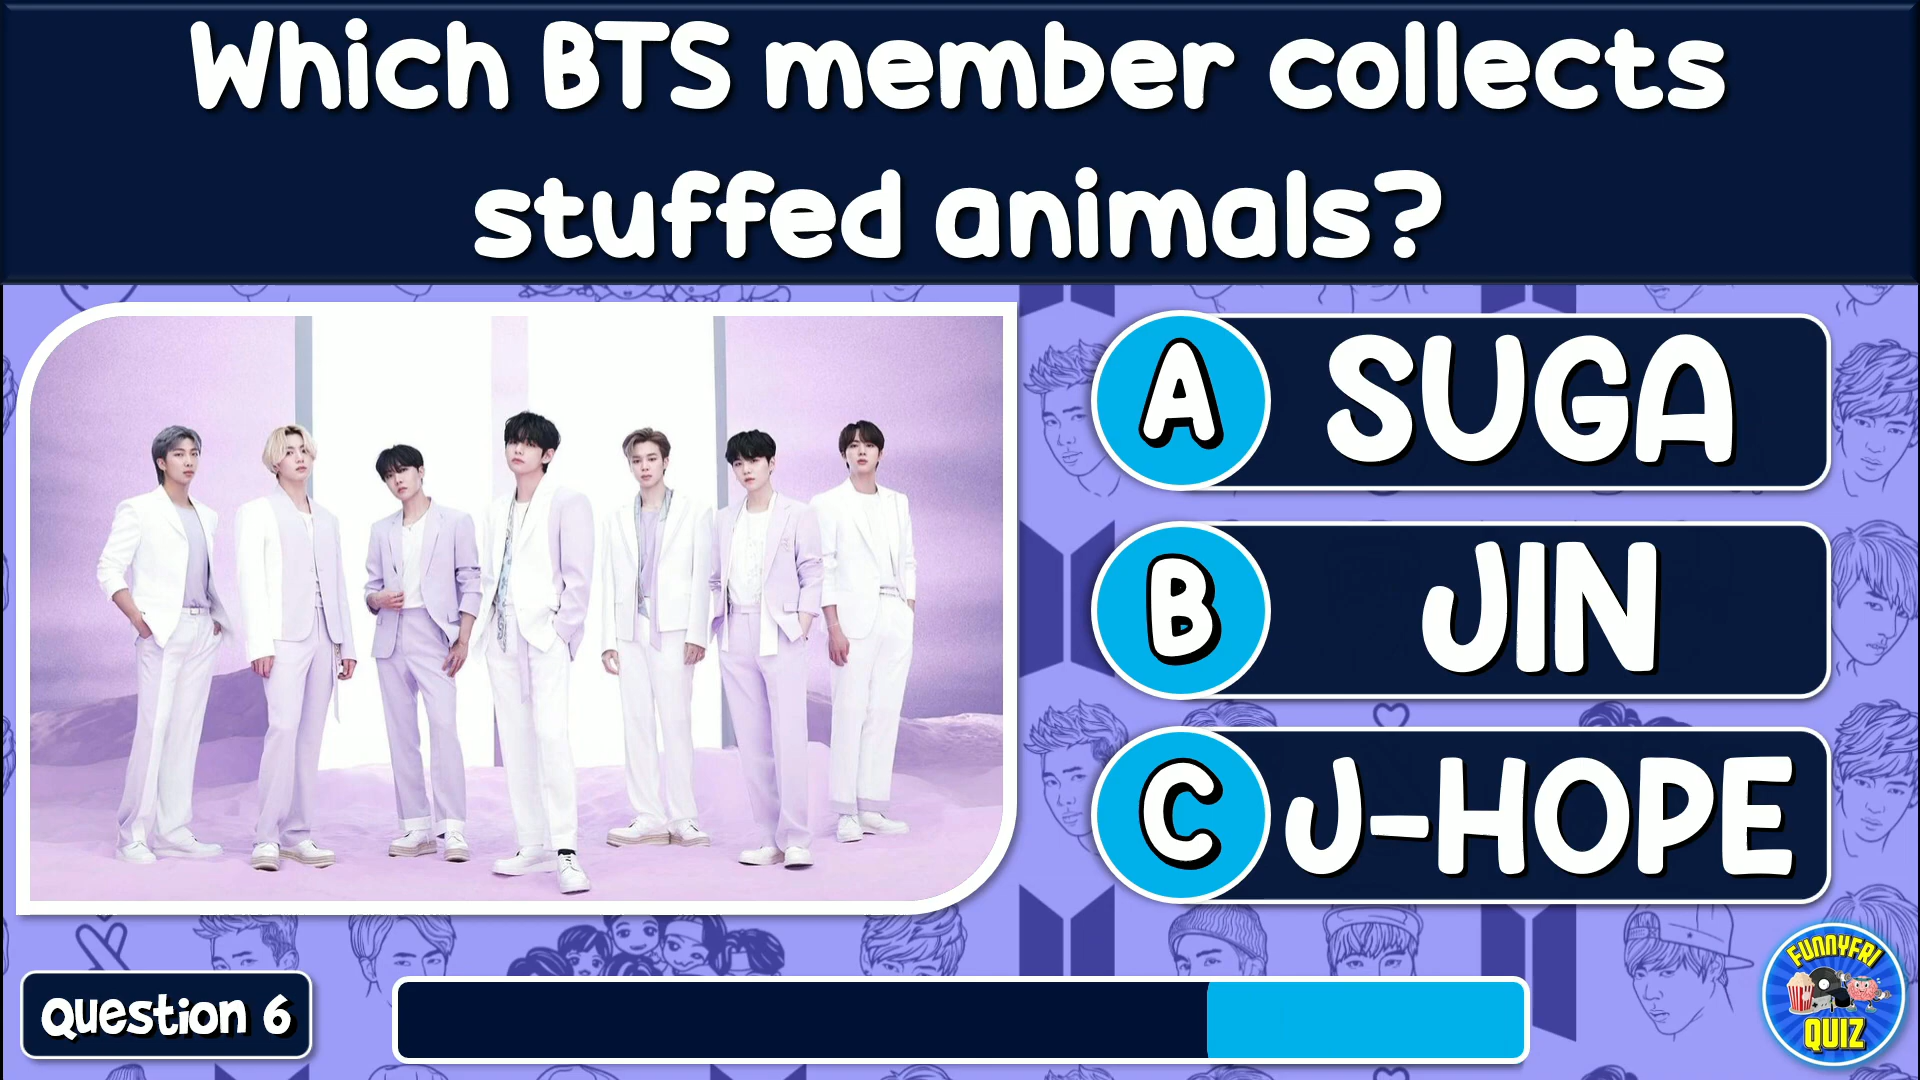 Which BTS member collects
stuffed animals?
A SUGA
B JIN
C J-HOPE
Question 6
FUNNYFRI
QUIZ